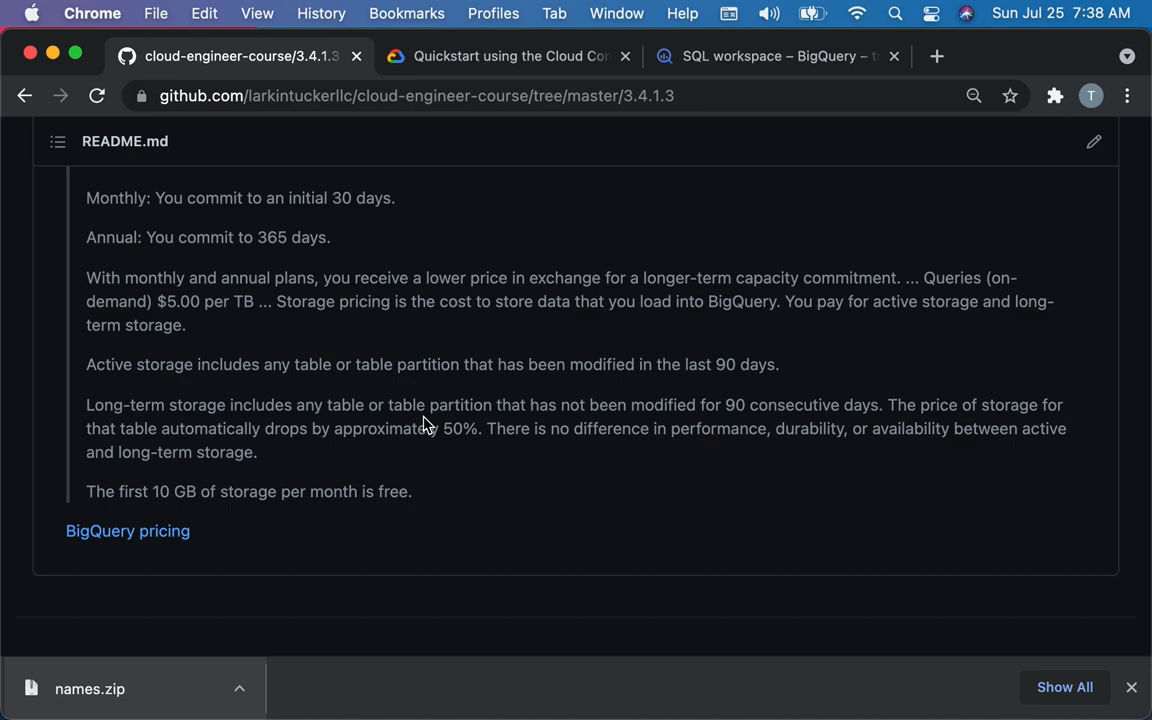 Chrome File Edit View History Bookmarks Profiles Tab Window Help Sun Jul 25 7:38 AM
cloud-engineer-course/3.4.1.3 Quickstart using the Cloud Con SQL workspace – BigQuery –
github.com/larkintuckerllc/cloud-engineer-course/tree/master/3.4.1.3 T
README.md
Monthly: You commit to an initial 30 days.
Annual: You commit to 365 days.
With monthly and annual plans, you receive a lower price in exchange for a longer-term capacity commitment. ... Queries (on-
demand) $5.00 per TB ... Storage pricing is the cost to store data that you load into BigQuery. You pay for active storage and long-
term storage.
Active storage includes any table or table partition that has been modified in the last 90 days.
Long-term storage includes any table or table partition that has not been modified for 90 consecutive days. The price of storage for
that table automatically drops by approximately 50%. There is no difference in performance, durability, or availability between active
and long-term storage.
The first 10 GB of storage per month is free.
BigQuery pricing
names.zip Show All